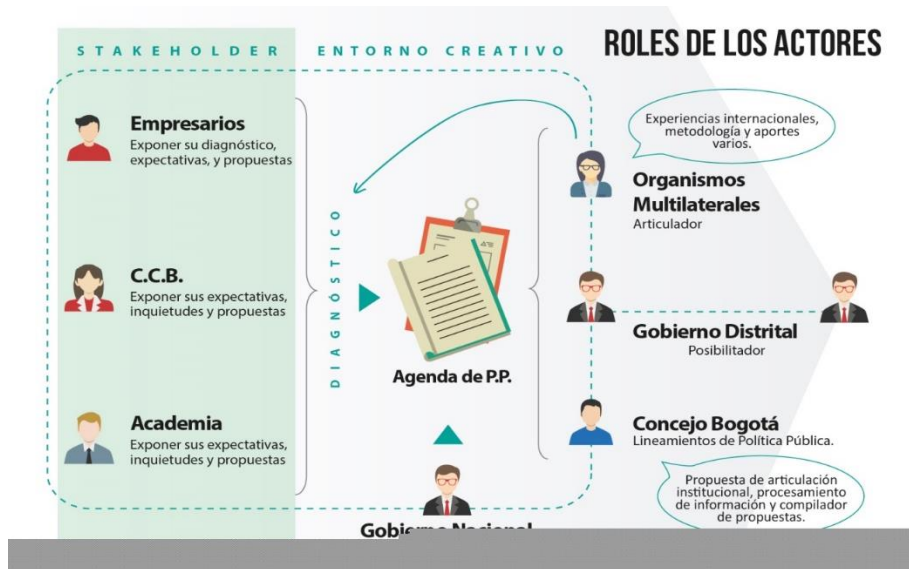 STAKEHOLDER
ENTORNO CREATIVO
ROLES DE LOS ACTORES
Empresarios
Exponer su diagnóstico,
expectativas, y propuestas
C.C.B.
Exponer sus expectativas,
inquietudes y propuestas
Academia
Exponer sus expectativas,
inquietudes y propuestas
DIAGNÓSTICO
Agenda de P.P.
Gobierno Nacional
Experiencias internacionales,
metodología y aportes
varios.
Organismos
Multilaterales
Articulador
Gobierno Distrital
Posibilitador
Concejo Bogotá
Lineamientos de Política Pública.
Propuesta de articulación
institucional, procesamiento
de información y compilador
de propuestas.